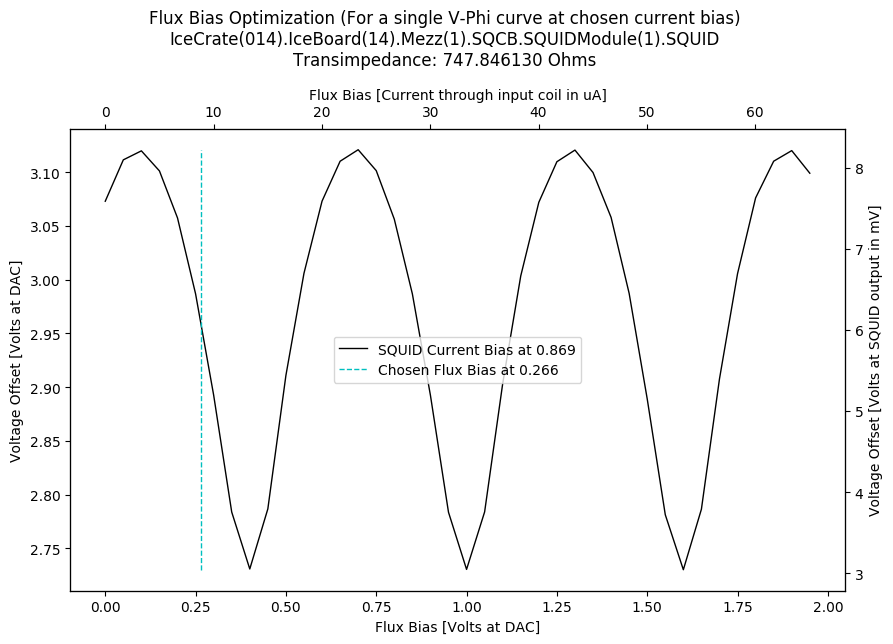 Flux Bias Optimization (For a single V-Phi curve at chosen current bias)
IceCrate(014).IceBoard(14).Mezz(1).SQCB.SQUIDModule(1).SQUID
Transimpedance: 747.846130 Ohms
Flux Bias [Current through input coil in uA]
0 10 20 30 40 50 60
Voltage Offset [Volts at DAC]
3.10
3.05
3.00
2.95
2.90
2.85
2.80
2.75
SQUID Current Bias at 0.869
Chosen Flux Bias at 0.266
8
7
6
5
4
3
Voltage Offset [Volts at SQUID output in mV]
0.00 0.25 0.50 0.75 1.00 1.25 1.50 1.75 2.00
Flux Bias [Volts at DAC]